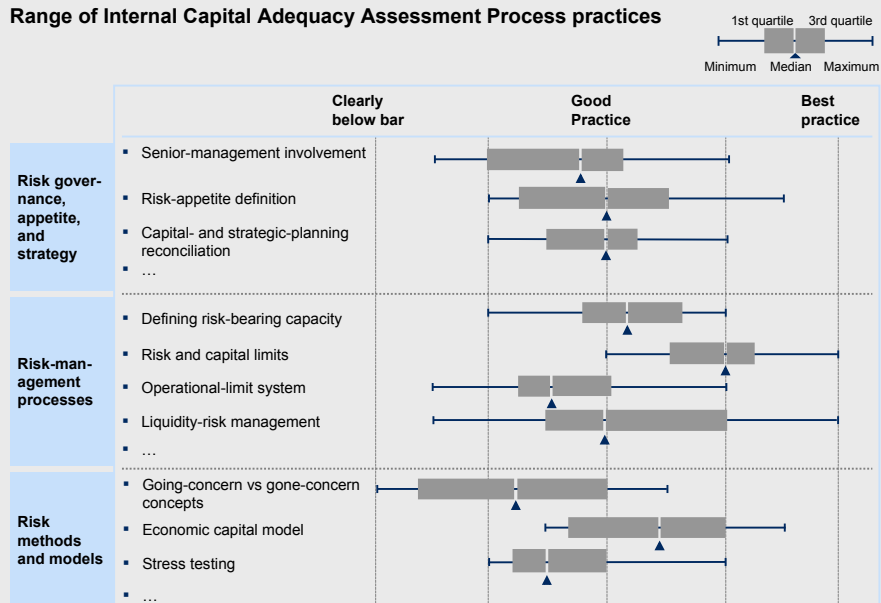 Range of Internal Capital Adequacy Assessment Process practices
1st quartile 3rd quartile
Minimum Median Maximum
Clearly
below bar
Good
Practice
Best
practice
Risk gover-
nance,
appetite,
and
strategy
▪ Senior-management involvement
▪ Risk-appetite definition
▪ Capital- and strategic-planning
reconciliation
▪ …
Risk-man-
agement
processes
▪ Defining risk-bearing capacity
▪ Risk and capital limits
▪ Operational-limit system
▪ Liquidity-risk management
▪ …
Risk
methods
and models
▪ Going-concern vs gone-concern
concepts
▪ Economic capital model
▪ Stress testing
▪ …